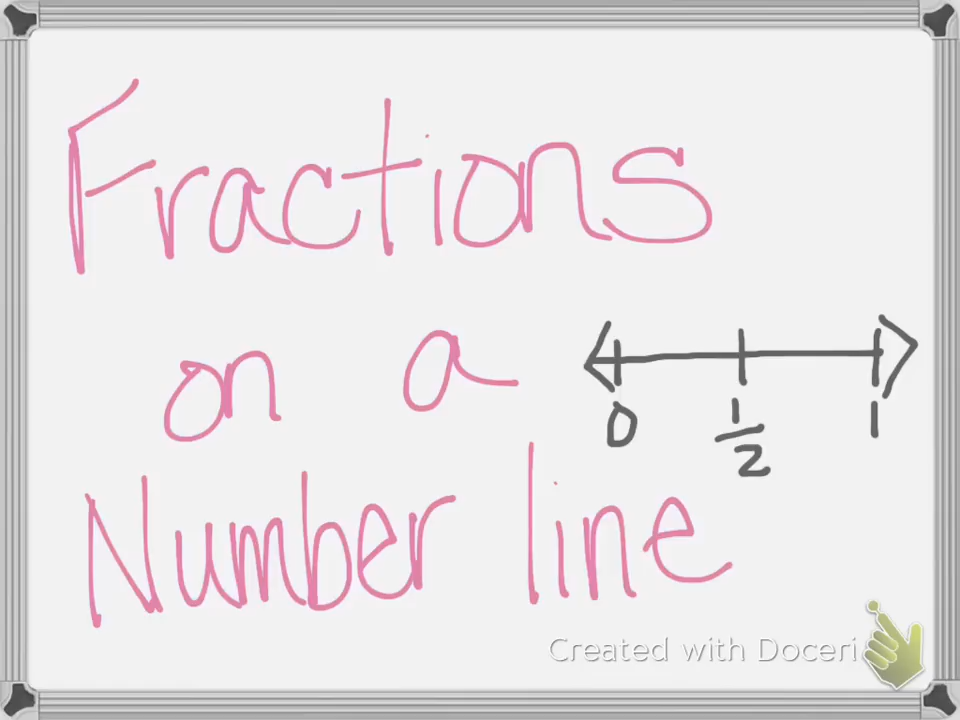 Fractions
on a
0 1/2 1
Number line
Created with Doceri